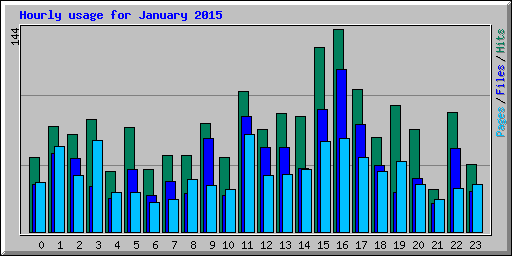 Hourly usage for January 2015
144
Pages/Files/Hits
0 1 2 3 4 5 6 7 8 9 10 11 12 13 14 15 16 17 18 19 20 21 22 23